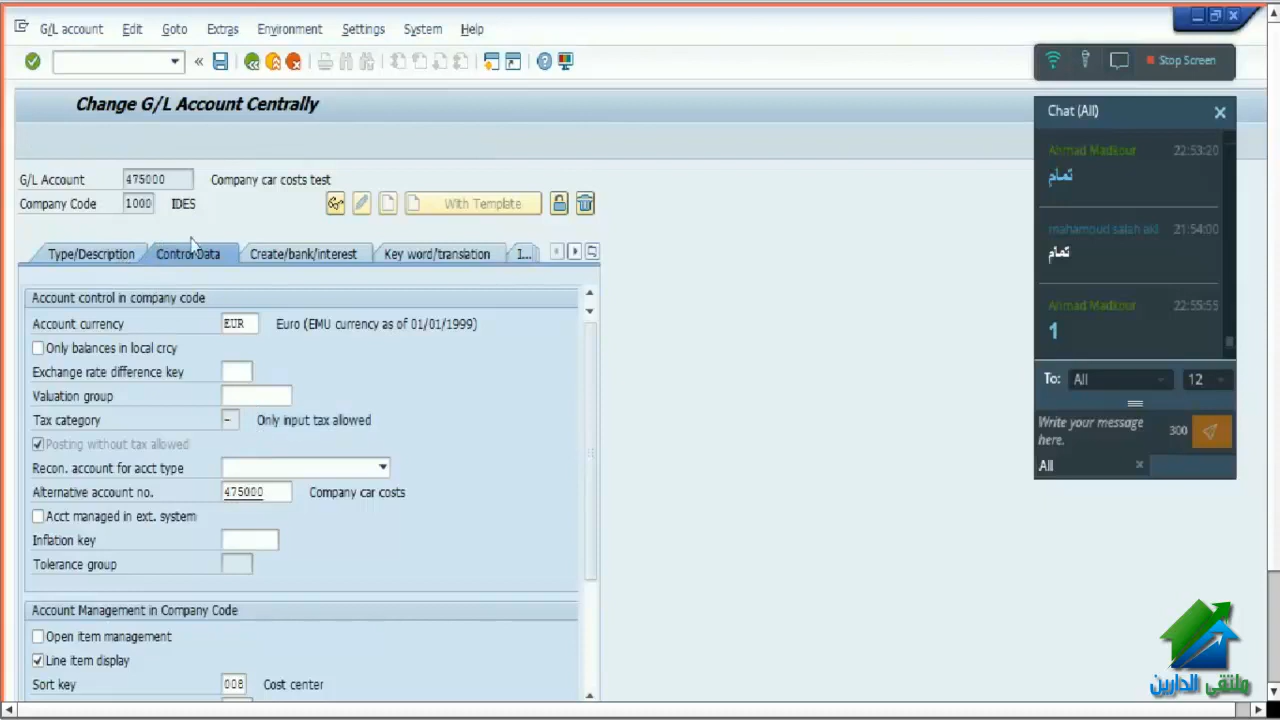 G/L account Edit Goto Extras Environment Settings System Help
Stop Screen
Change G/L Account Centrally
Chat (All)
Ahmad Madkour 22:53:20
تمام
G/L Account 475000 Company car costs test
Company Code 1000 IDES With Template
mahamoud salah akl 21:54:00
تمام
Type/Description Control Data Create/bank/interest Key word/translation I...
Account control in company code
Ahmad Madkour 22:55:55
1
Account currency EUR Euro (EMU currency as of 01/01/1999)
Only balances in local crcy
Exchange rate difference key
To: All 12
Valuation group
Tax category - Only input tax allowed
Write your message here. 300
Posting without tax allowed
Recon. account for acct type
All
Alternative account no. 475000 Company car costs
Acct managed in ext. system
Inflation key
Tolerance group
Account Management in Company Code
Open item management
Line item display
Sort key 008 Cost center
ملتقى الدارين